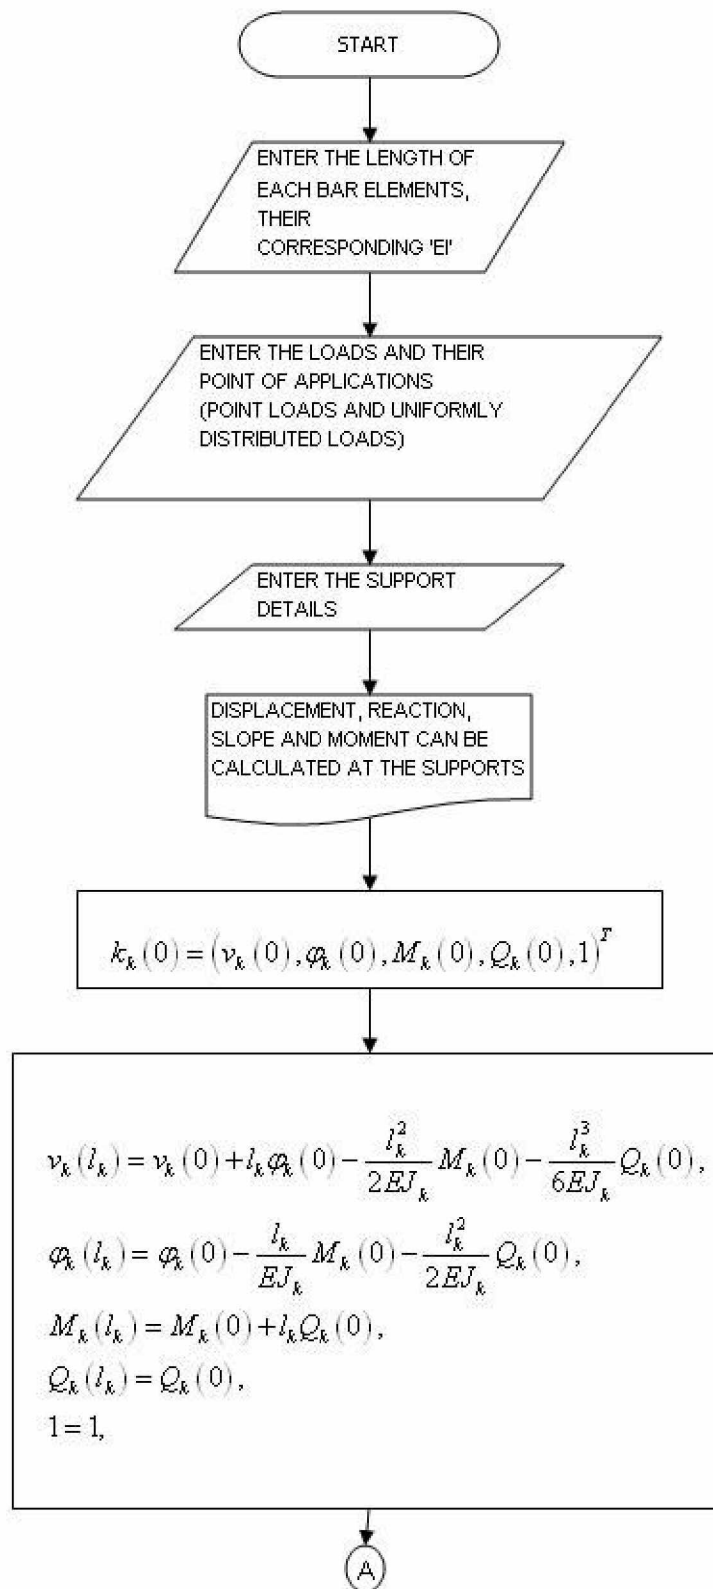 START
ENTER THE LENGTH OF
EACH BAR ELEMENTS,
THEIR
CORRESPONDING 'EI'
ENTER THE LOADS AND THEIR
POINT OF APPLICATIONS
(POINT LOADS AND UNIFORMLY
DISTRIBUTED LOADS)
ENTER THE SUPPORT
DETAILS
DISPLACEMENT, REACTION,
SLOPE AND MOMENT CAN BE
CALCULATED AT THE SUPPORTS
k_k(0) = (v_k(0), φ_k(0), M_k(0), Q_k(0), 1)^T
v_k(l_k) = v_k(0) + l_k φ_k(0) − \frac{l_k^2}{2EJ_k} M_k(0) − \frac{l_k^3}{6EJ_k} Q_k(0),
φ_k(l_k) = φ_k(0) − \frac{l_k}{EJ_k} M_k(0) − \frac{l_k^2}{2EJ_k} Q_k(0),
M_k(l_k) = M_k(0) + l_k Q_k(0),
Q_k(l_k) = Q_k(0),
1 = 1,
A